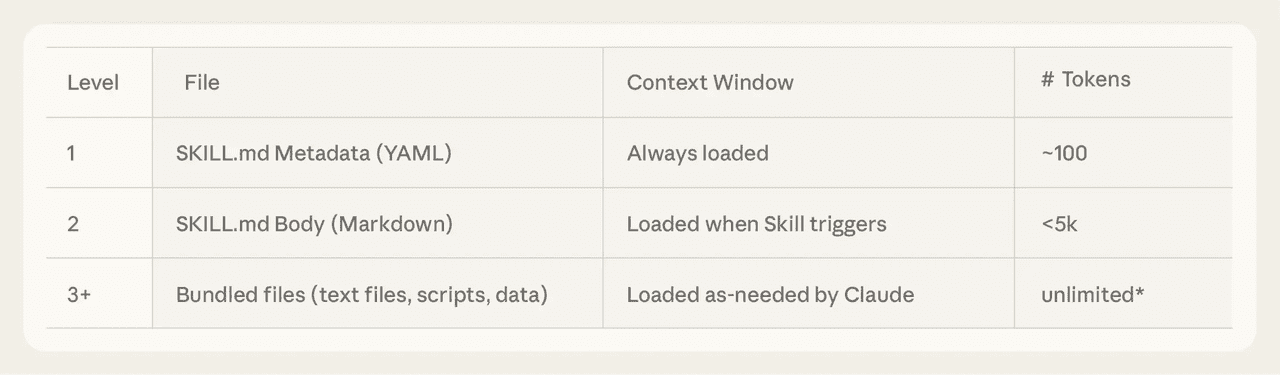 Level File Context Window # Tokens
1 SKILL.md Metadata (YAML) Always loaded ~100
2 SKILL.md Body (Markdown) Loaded when Skill triggers <5k
3+ Bundled files (text files, scripts, data) Loaded as-needed by Claude unlimited*